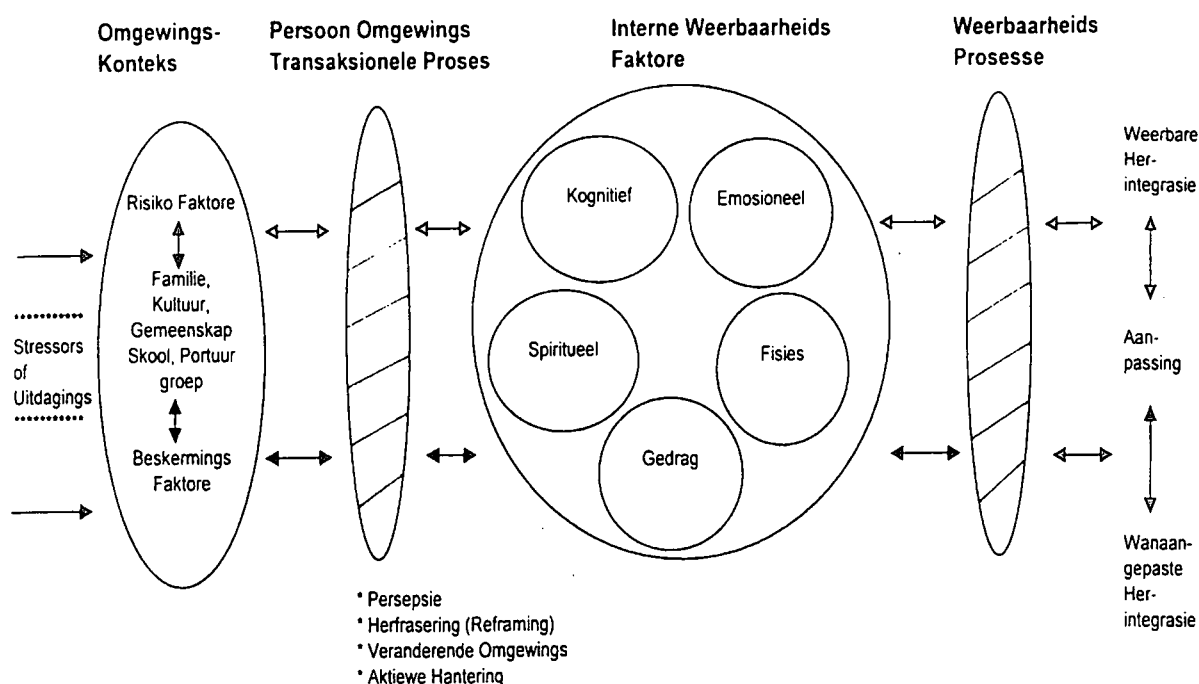 Omgewings-
Konteks
Persoon Omgewings
Transaksionele Proses
Interne Weerbaarheids
Faktore
Weerbaarheids
Prosesse
Stressors
of
Uitdagings
Risiko Faktore
Familie,
Kultuur,
Gemeenskap
Skool, Portuur
groep
Beskermings
Faktore
Kognitief
Emosioneel
Spiritueel
Fisies
Gedrag
Weerbare
Her-
integrasie
Aan-
passing
Wanaan-
gepaste
Her-
integrasie
* Persepsie
* Herfrasering (Reframing)
* Veranderende Omgewings
* Aktiewe Hantering